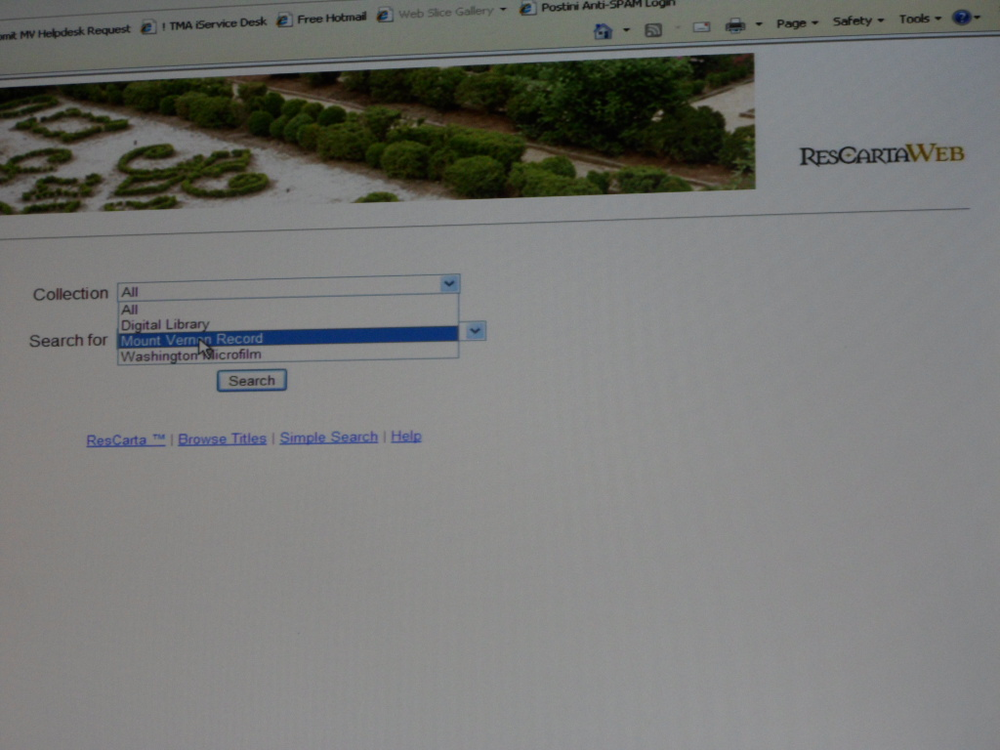 mit MV Helpdesk Request ! TMA iService Desk Free Hotmail Web Slice Gallery Postini Anti-SPAM Login
Page Safety Tools ?
RESCARTAWEB
Collection All
All
Digital Library
Search for Mount Vernon Record
Washington Microfilm
Search
ResCarta ™ | Browse Titles | Simple Search | Help